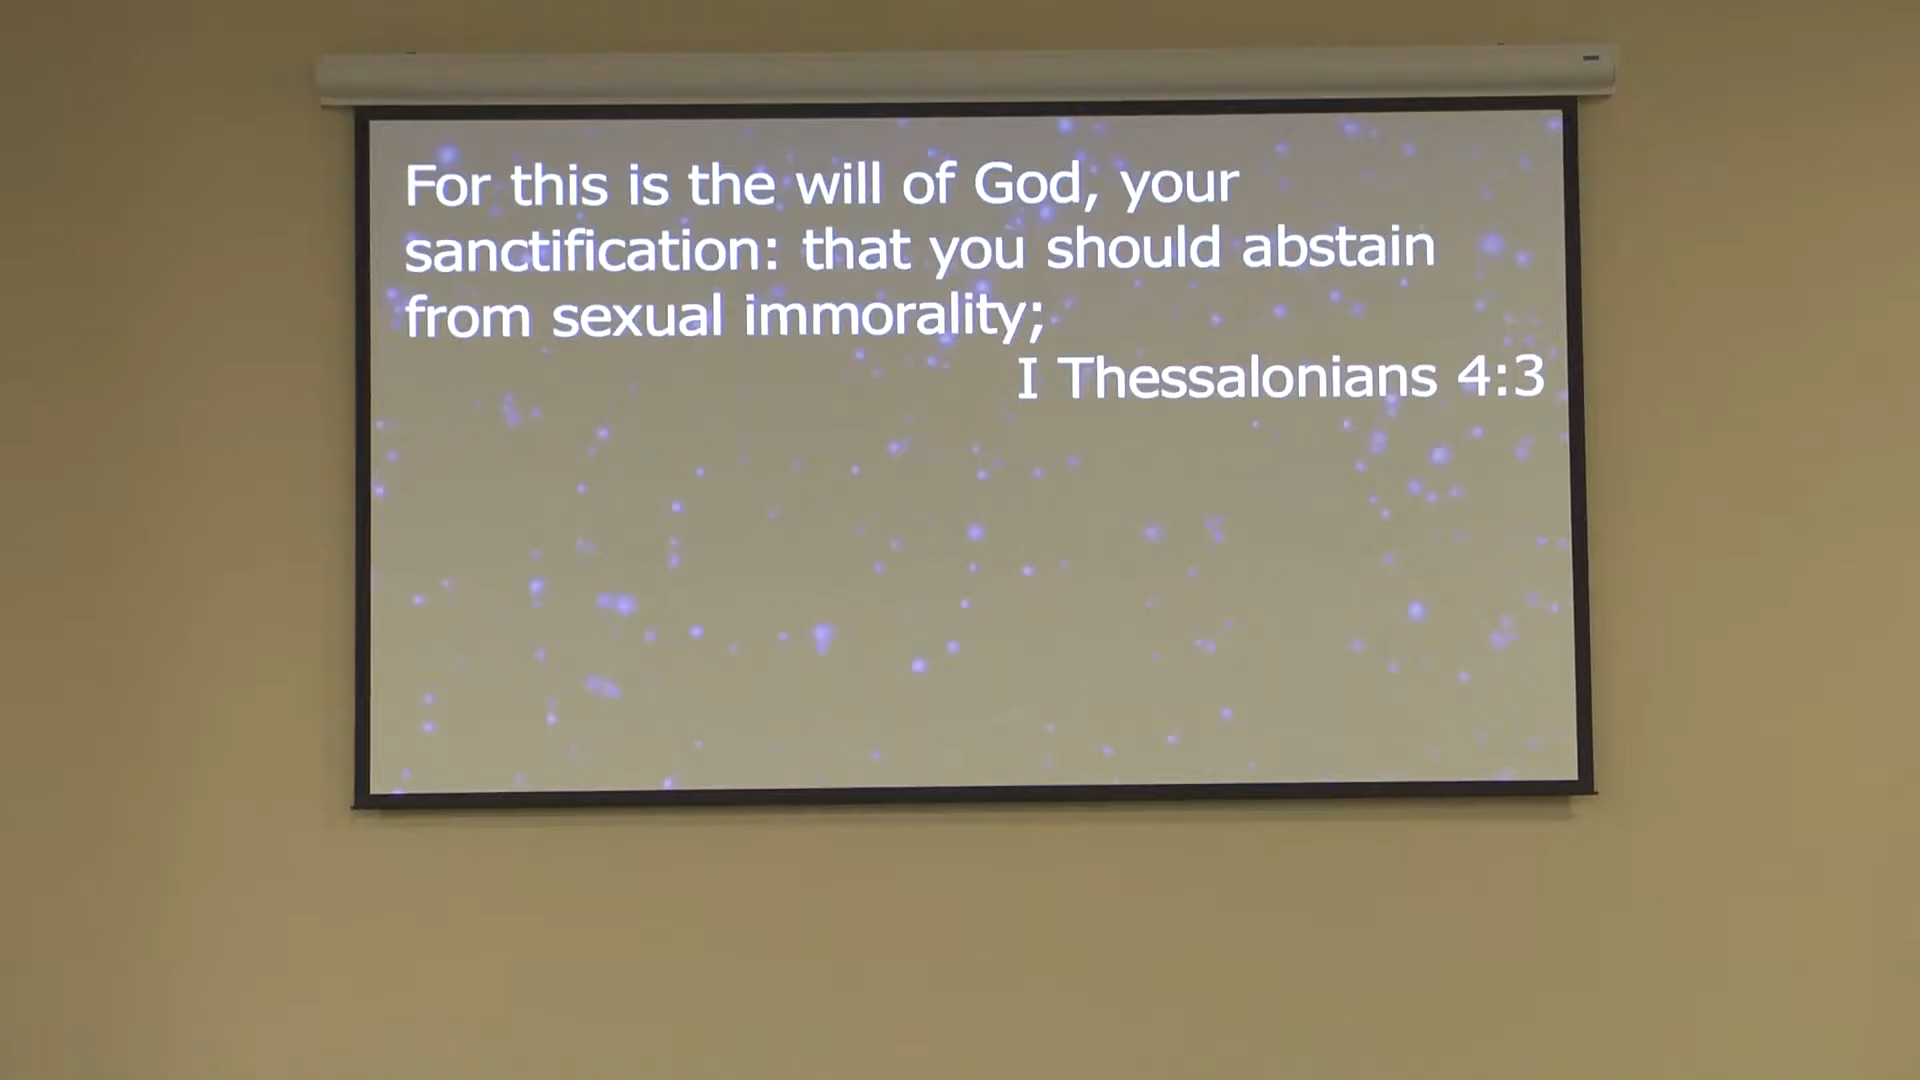 For this is the will of God, your
sanctification: that you should abstain
from sexual immorality;
I Thessalonians 4:3